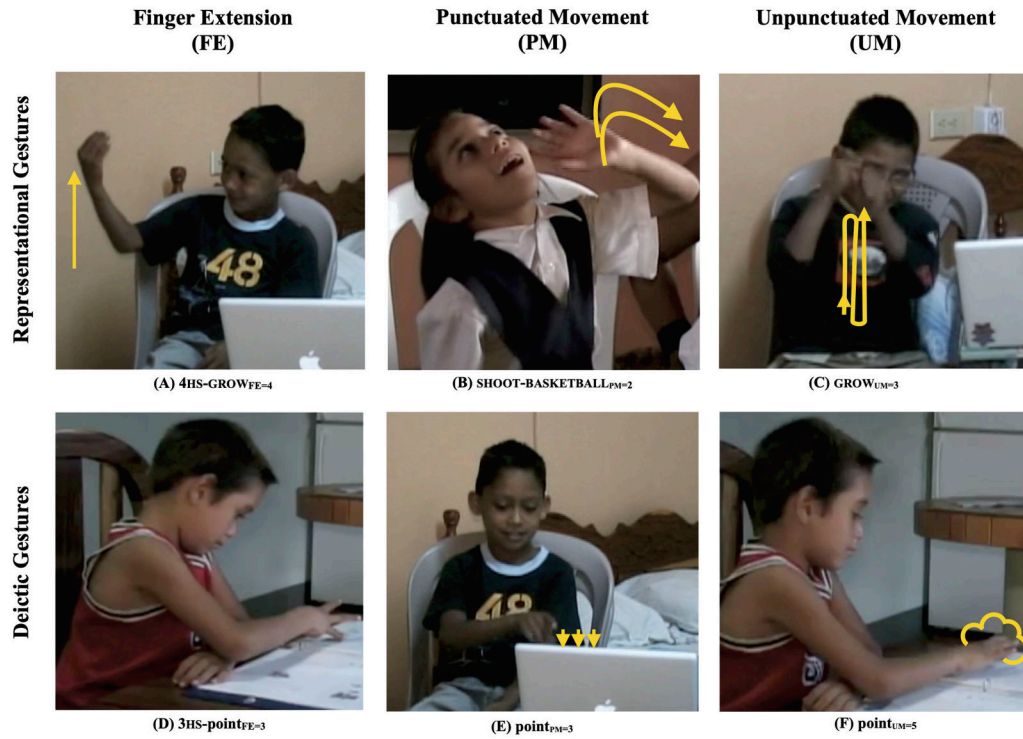 Finger Extension
(FE)
Punctuated Movement
(PM)
Unpunctuated Movement
(UM)
Representational Gestures
48
(A) 4HS-GROWFE=4
(B) SHOOT-BASKETBALLPM=2
(C) GROWUM=3
Deictic Gestures
48
(D) 3HS-pointFE=3
(E) pointPM=3
(F) pointUM=5